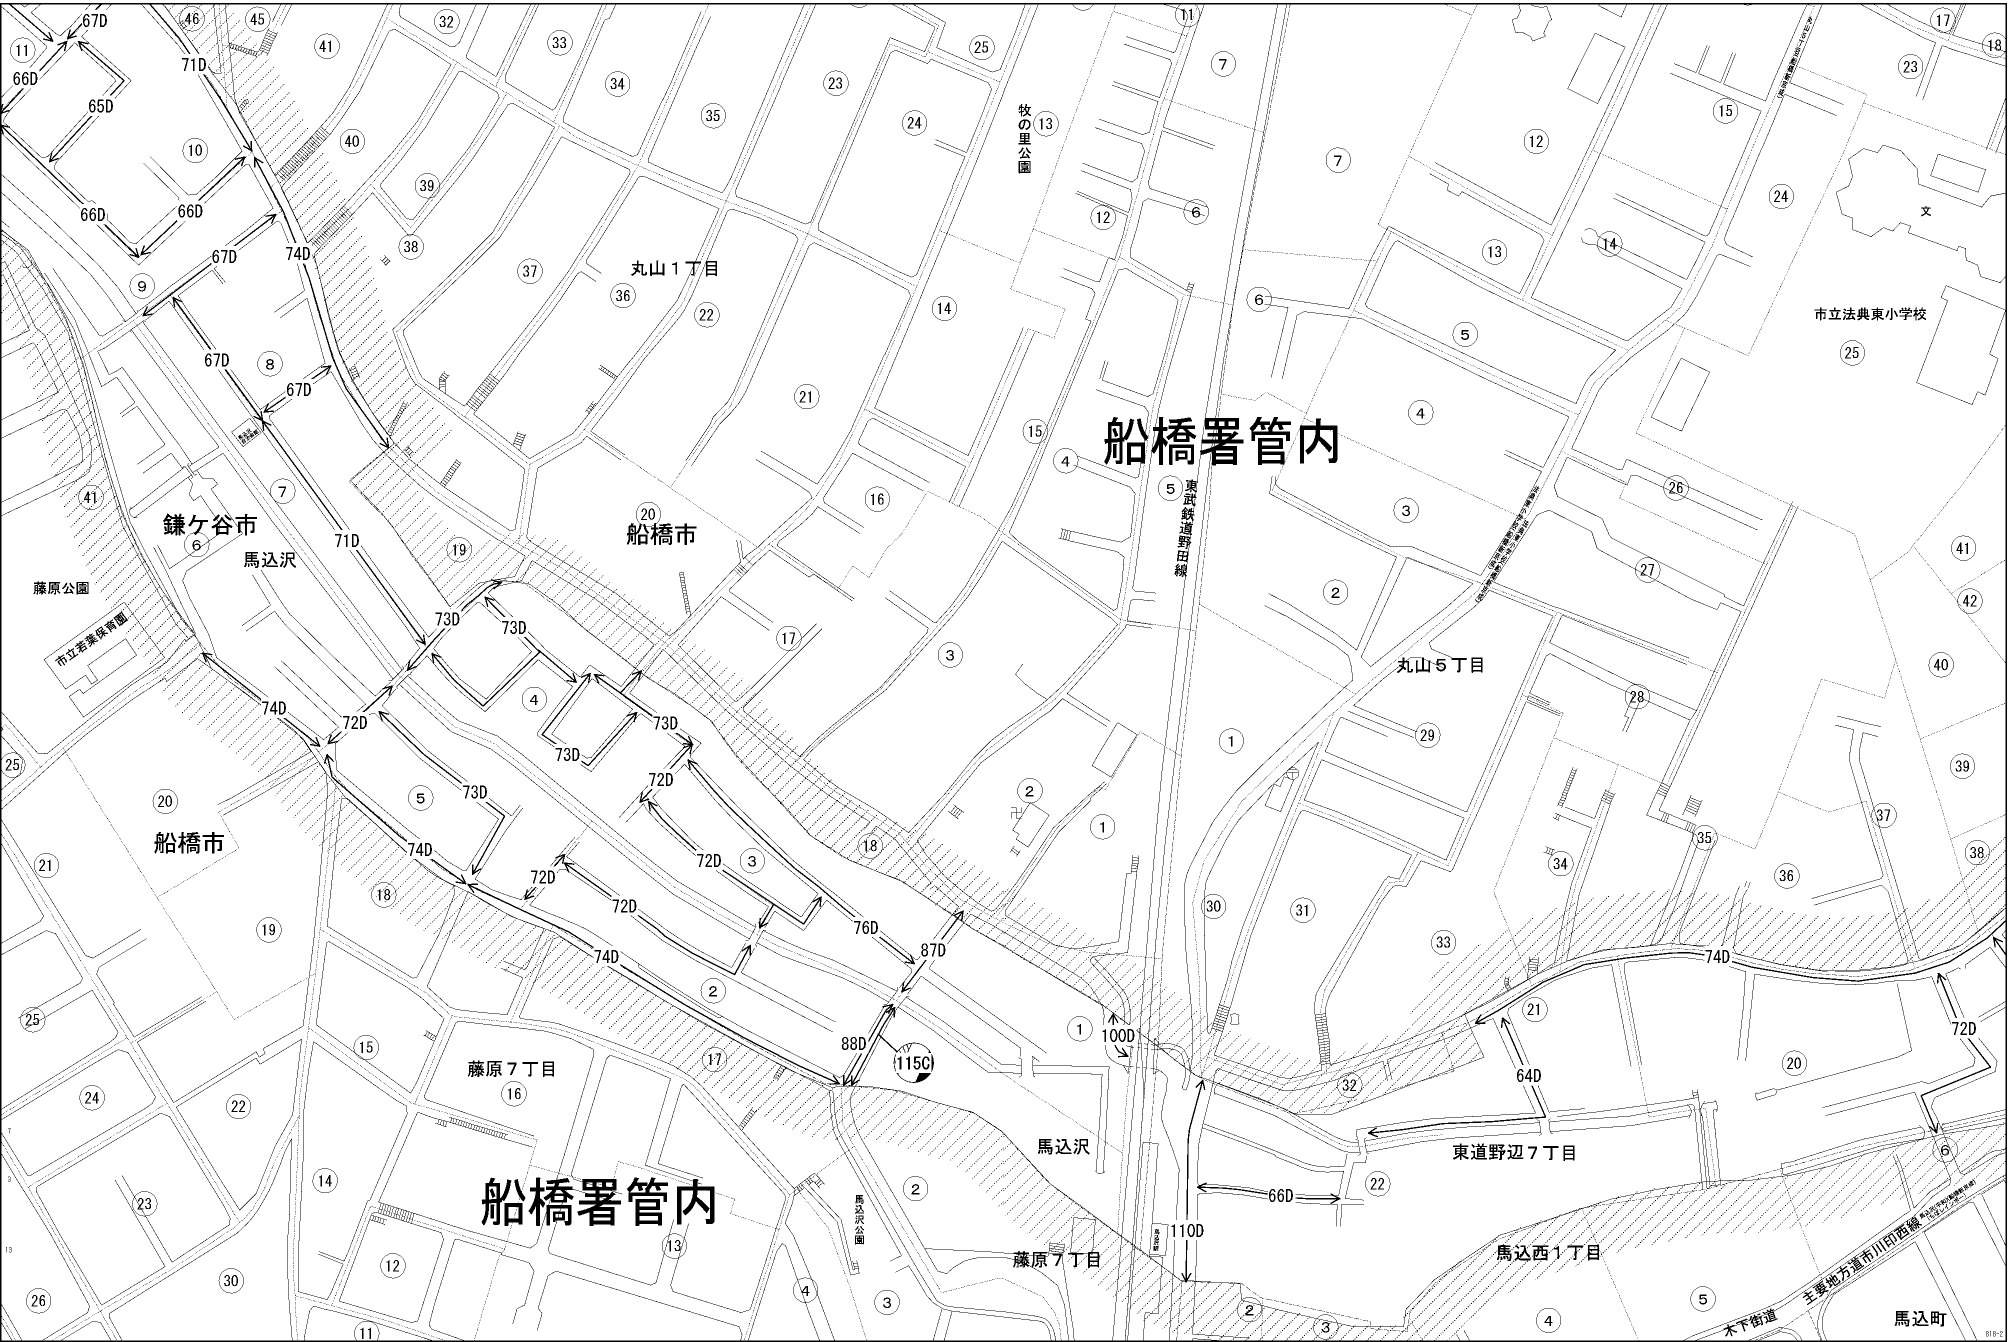 67D
46
45
32
11
17
11
71D
41
33
25
7
23
18
66D
65D
34
35
23
24
牧の里公園
13
7
12
15
10
40
39
24
66D
66D
38
12
6
文
13
14
74D
67D
37
丸山1丁目
36
9
22
14
6
5
市立法典東小学校
25
67D
8
67D
21
4
15
船橋署管内
4
5
東武鉄道野田線
41
7
16
26
3
鎌ケ谷市
6
71D
20
船橋市
19
馬込沢
41
27
藤原公園
2
42
市立若葉保育園
73D
73D
17
3
丸山5丁目
40
4
28
74D
72D
73D
73D
1
29
25
72D
39
73D
5
2
20
船橋市
1
37
74D
18
72D
3
35
34
38
21
72D
36
18
72D
30
31
76D
19
33
87D
74D
74D
2
25
21
1
100D
72D
88D
115C
15
17
藤原7丁目
16
64D
32
20
24
22
馬込沢
東道野辺7丁目
6
14
船橋署管内
2
馬込沢公園
66D
22
23
13
110D
馬込沢駅
藤原7丁目
馬込西1丁目
主要地方道市川印西線
12
30
4
3
2
3
4
5
木下街道
馬込町
26
11